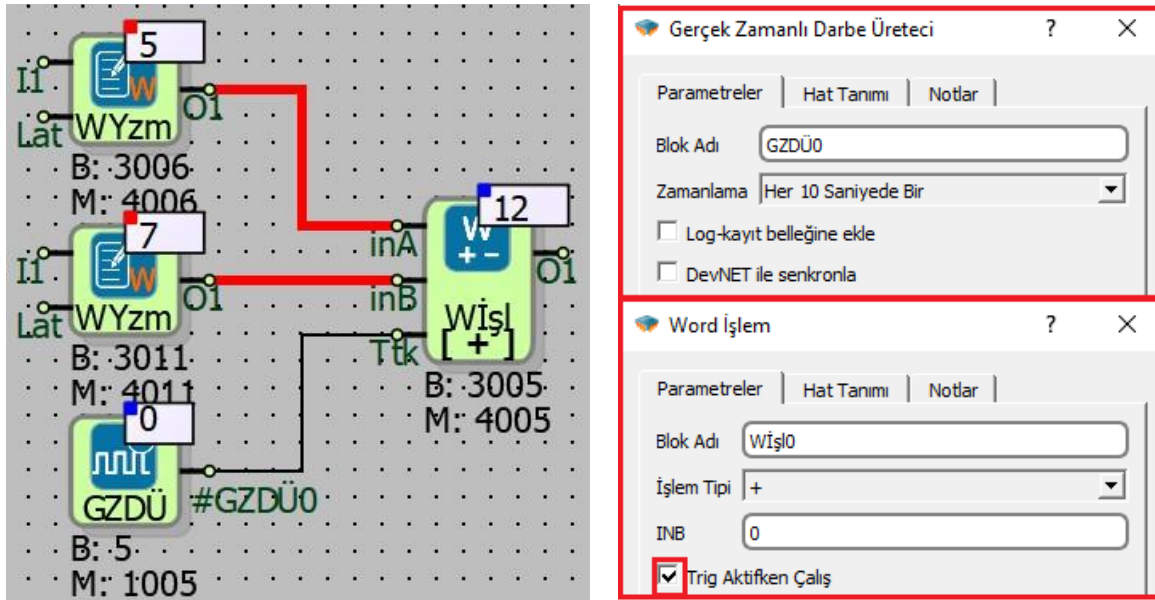 5
I1
W
O1
Lat
WYzm
B: 3006
M: 4006
7
I1
W
O1
Lat
WYzm
B: 3011
M: 4011
0
GZDÜ
#GZDÜ0
B: 5
M: 1005
12
inA
W
+ -
O1
inB
Wİşl
[ + ]
Ttk
B: 3005
M: 4005
Gerçek Zamanlı Darbe Üreteci ? ×
Parametreler Hat Tanımı Notlar
Blok Adı GZDÜ0
Zamanlama Her 10 Saniyede Bir
Log-kayıt belleğine ekle
DevNET ile senkronla
Word İşlem ? ×
Parametreler Hat Tanımı Notlar
Blok Adı Wİşl0
İşlem Tipi +
INB 0
Trig Aktifken Çalış